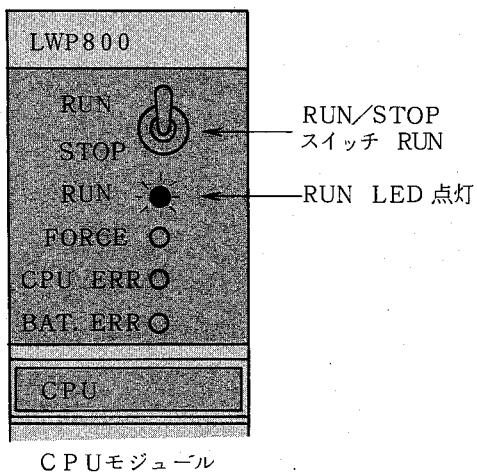 LWP800
RUN
STOP
RUN
FORCE
CPU ERR
BAT. ERR
CPU
RUN/STOP
スイッチ RUN
RUN LED 点灯
CPUモジュール